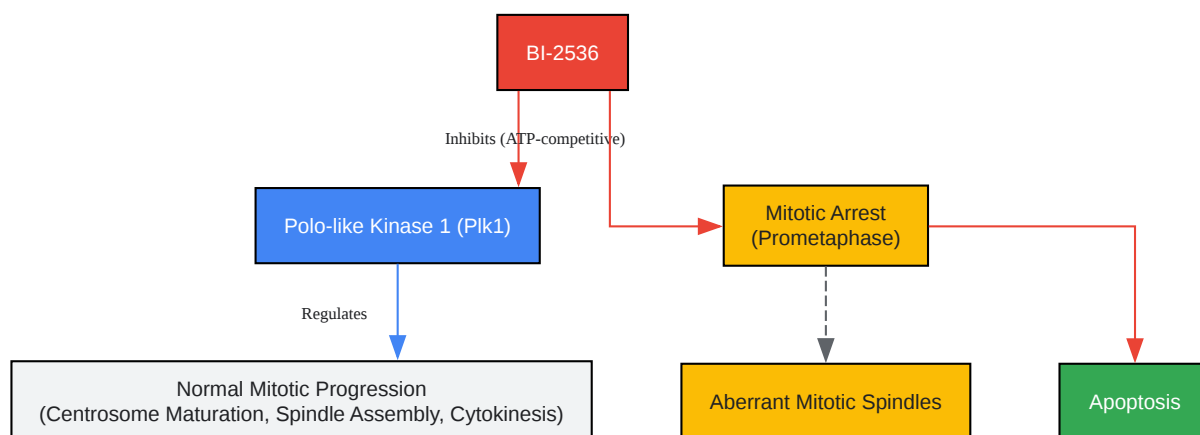 BI-2536
Inhibits (ATP-competitive)
Polo-like Kinase 1 (Plk1)
Mitotic Arrest
(Prometaphase)
Regulates
Normal Mitotic Progression
(Centrosome Maturation, Spindle Assembly, Cytokinesis)
Aberrant Mitotic Spindles
Apoptosis